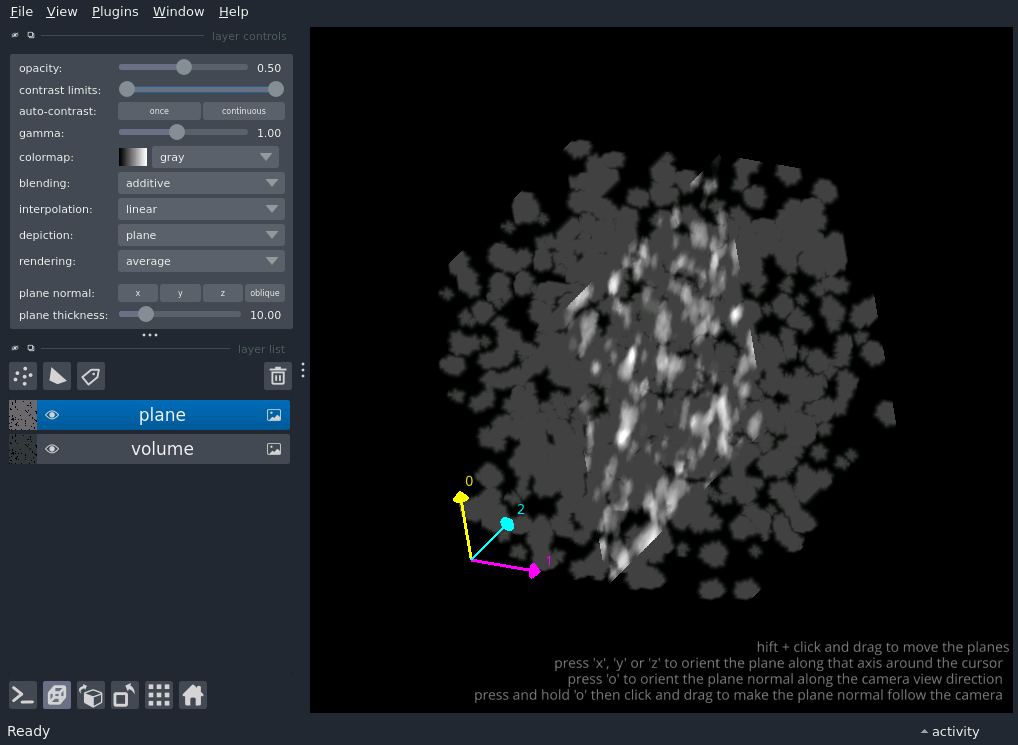 File View Plugins Window Help
layer controls
opacity: 0.50
contrast limits:
auto-contrast: once continuous
gamma: 1.00
colormap: gray
blending: additive
interpolation: linear
depiction: plane
rendering: average
plane normal: x y z oblique
plane thickness: 10.00
layer list
plane
volume
0
2
1
hift + click and drag to move the planes
press 'x', 'y' or 'z' to orient the plane along that axis around the cursor
press 'o' to orient the plane normal along the camera view direction
press and hold 'o' then click and drag to make the plane normal follow the camera
Ready activity